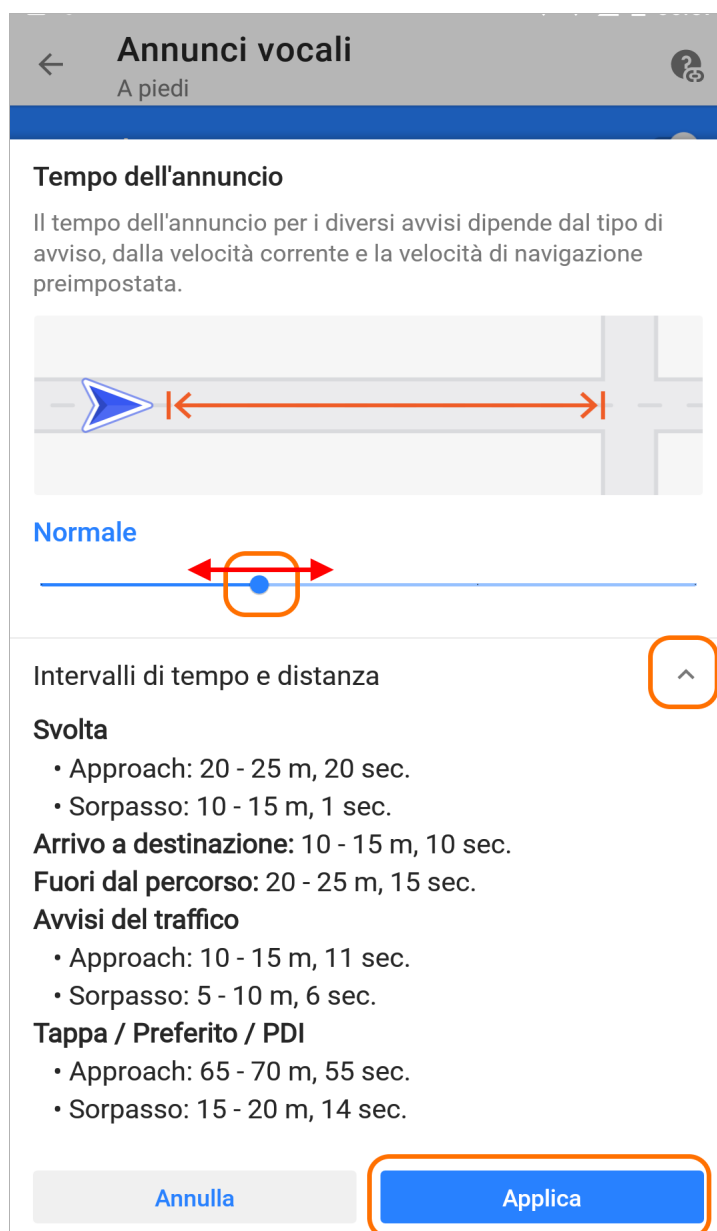 Annunci vocali
A piedi
Tempo dell'annuncio
Il tempo dell'annuncio per i diversi avvisi dipende dal tipo di
avviso, dalla velocità corrente e la velocità di navigazione
preimpostata.
Normale
Intervalli di tempo e distanza
Svolta
• Approach: 20 - 25 m, 20 sec.
• Sorpasso: 10 - 15 m, 1 sec.
Arrivo a destinazione: 10 - 15 m, 10 sec.
Fuori dal percorso: 20 - 25 m, 15 sec.
Avvisi del traffico
• Approach: 10 - 15 m, 11 sec.
• Sorpasso: 5 - 10 m, 6 sec.
Tappa / Preferito / PDI
• Approach: 65 - 70 m, 55 sec.
• Sorpasso: 15 - 20 m, 14 sec.
Annulla Applica